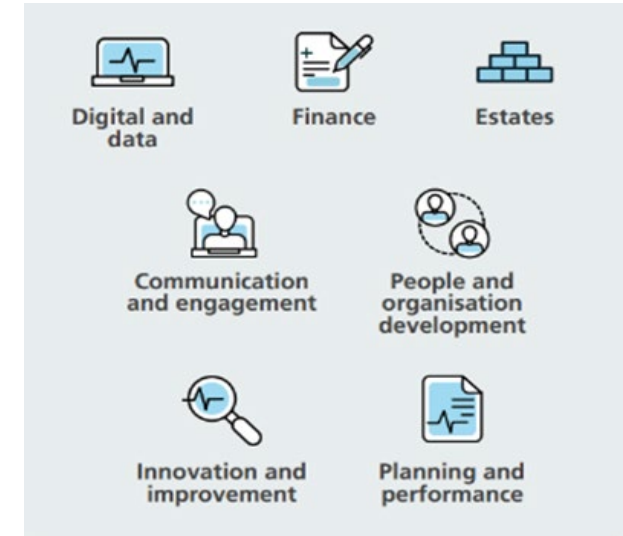 Digital and
data
Finance
Estates
Communication
and engagement
People and
organisation
development
Innovation and
improvement
Planning and
performance